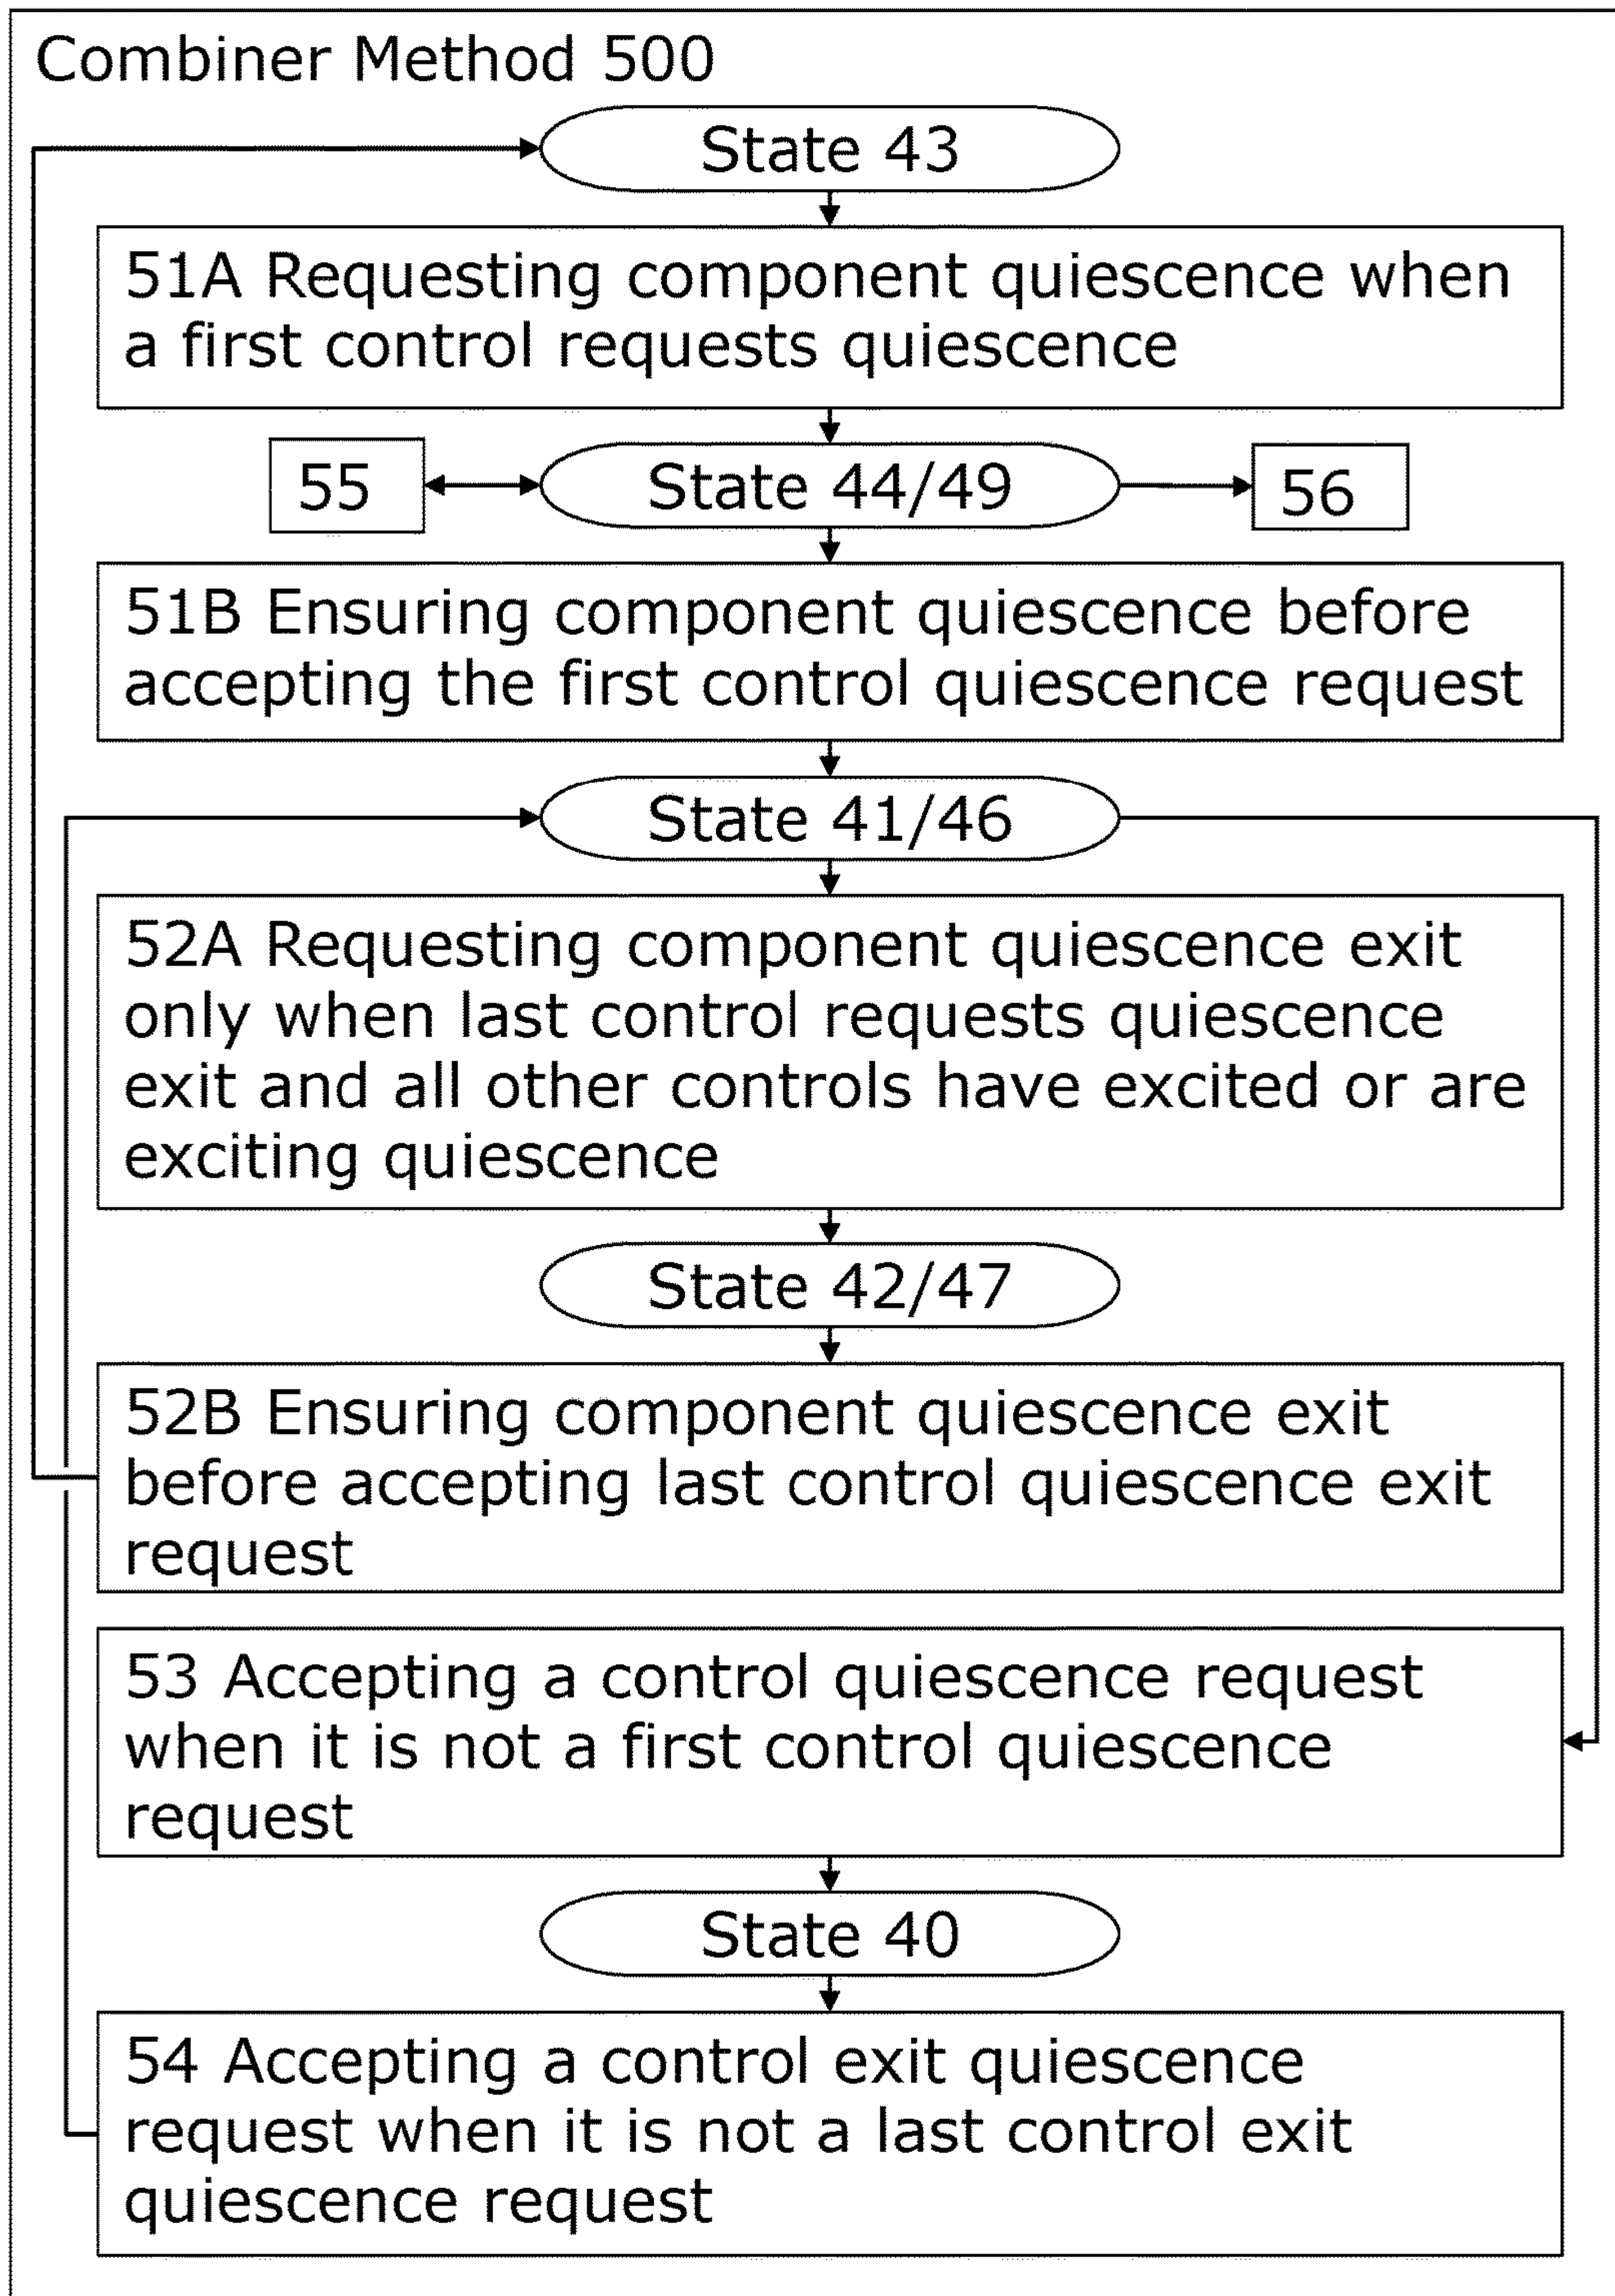 Combiner Method 500
State 43
51A Requesting component quiescence when
a first control requests quiescence
55
State 44/49
56
51B Ensuring component quiescence before
accepting the first control quiescence request
State 41/46
52A Requesting component quiescence exit
only when last control requests quiescence
exit and all other controls have excited or are
exciting quiescence
State 42/47
52B Ensuring component quiescence exit
before accepting last control quiescence exit
request
53 Accepting a control quiescence request
when it is not a first control quiescence
request
State 40
54 Accepting a control exit quiescence
request when it is not a last control exit
quiescence request